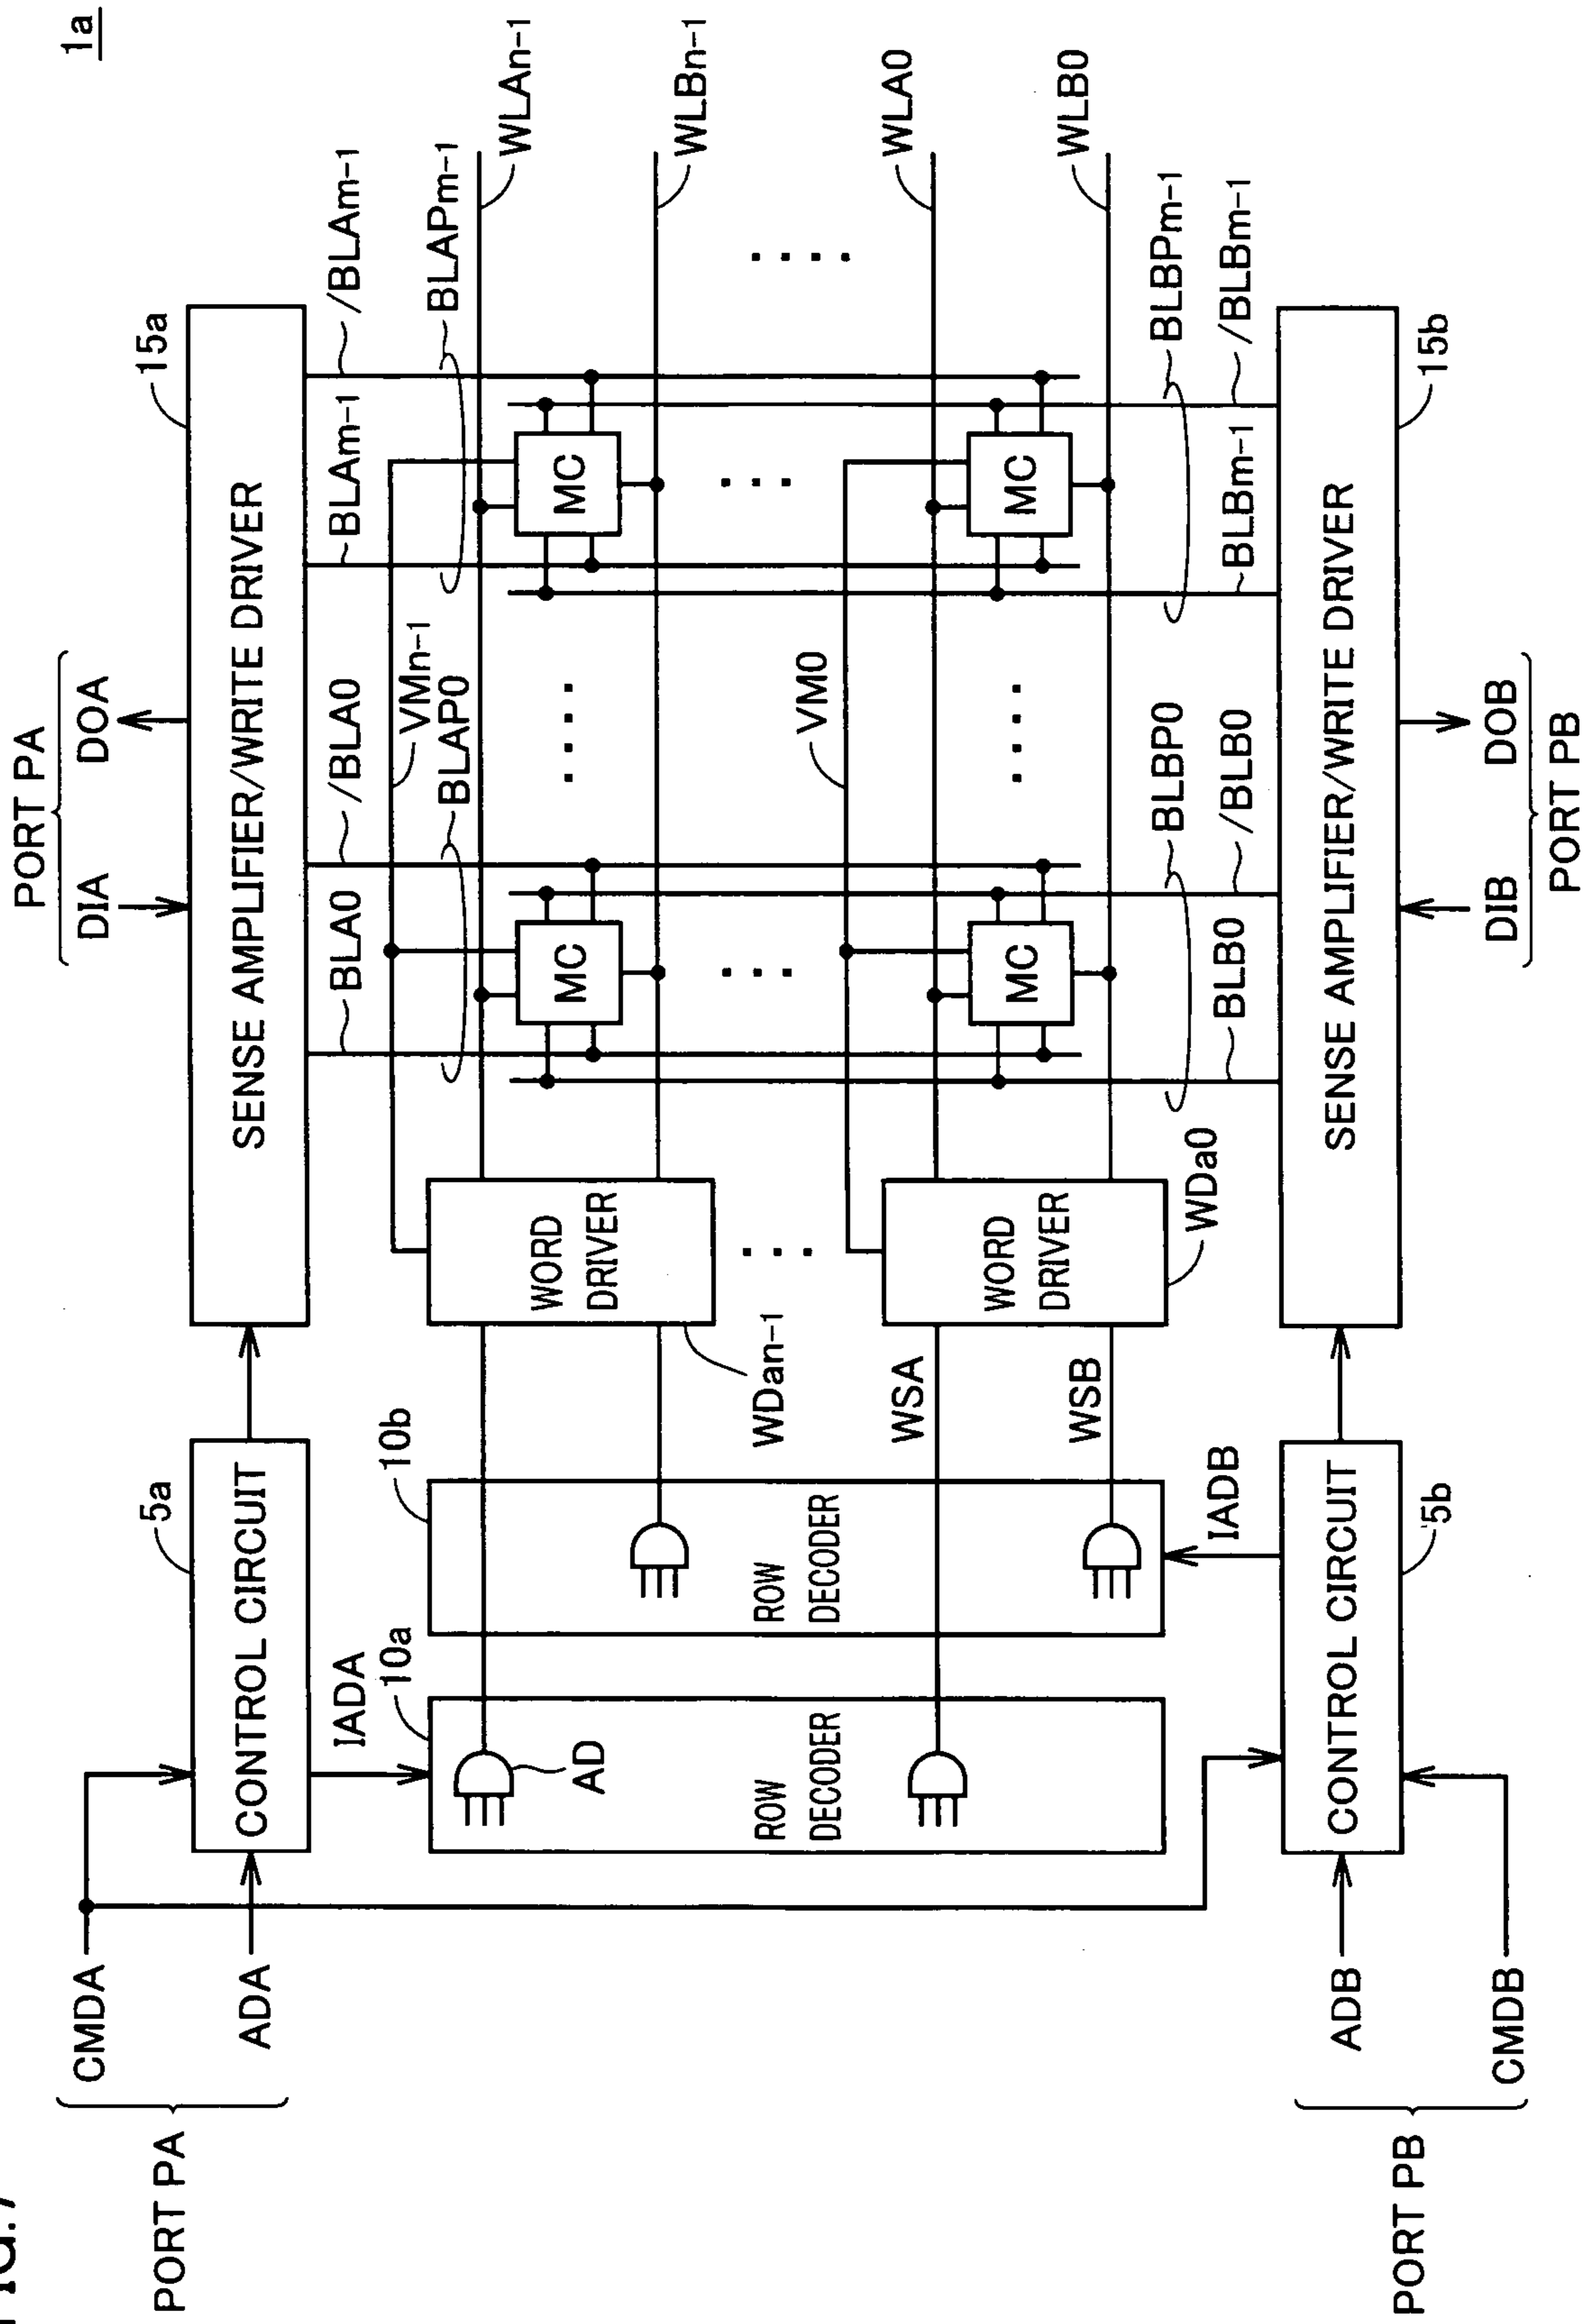 FIG.7
1a
PORT PA
DIA
DOA
15a
SENSE AMPLIFIER/WRITE DRIVER
BLA0
/BLA0
BLAm-1
/BLAm-1
VMn-1
BLAP0
BLAPm-1
WLAn-1
MC
MC
WLBn-1
VM0
WLA0
MC
MC
WLB0
BLBP0
BLBPm-1
BLB0
/BLB0
BLBm-1
/BLBm-1
SENSE AMPLIFIER/WRITE DRIVER
15b
DIB
DOB
PORT PB
WORD
DRIVER
WDan-1
WORD
DRIVER
WDa0
WSA
WSB
PORT PA
CMDA
ADA
5a
CONTROL CIRCUIT
IADA
10a
AD
ROW
DECODER
10b
ROW
DECODER
IADB
CONTROL CIRCUIT
5b
ADB
CMDB
PORT PB